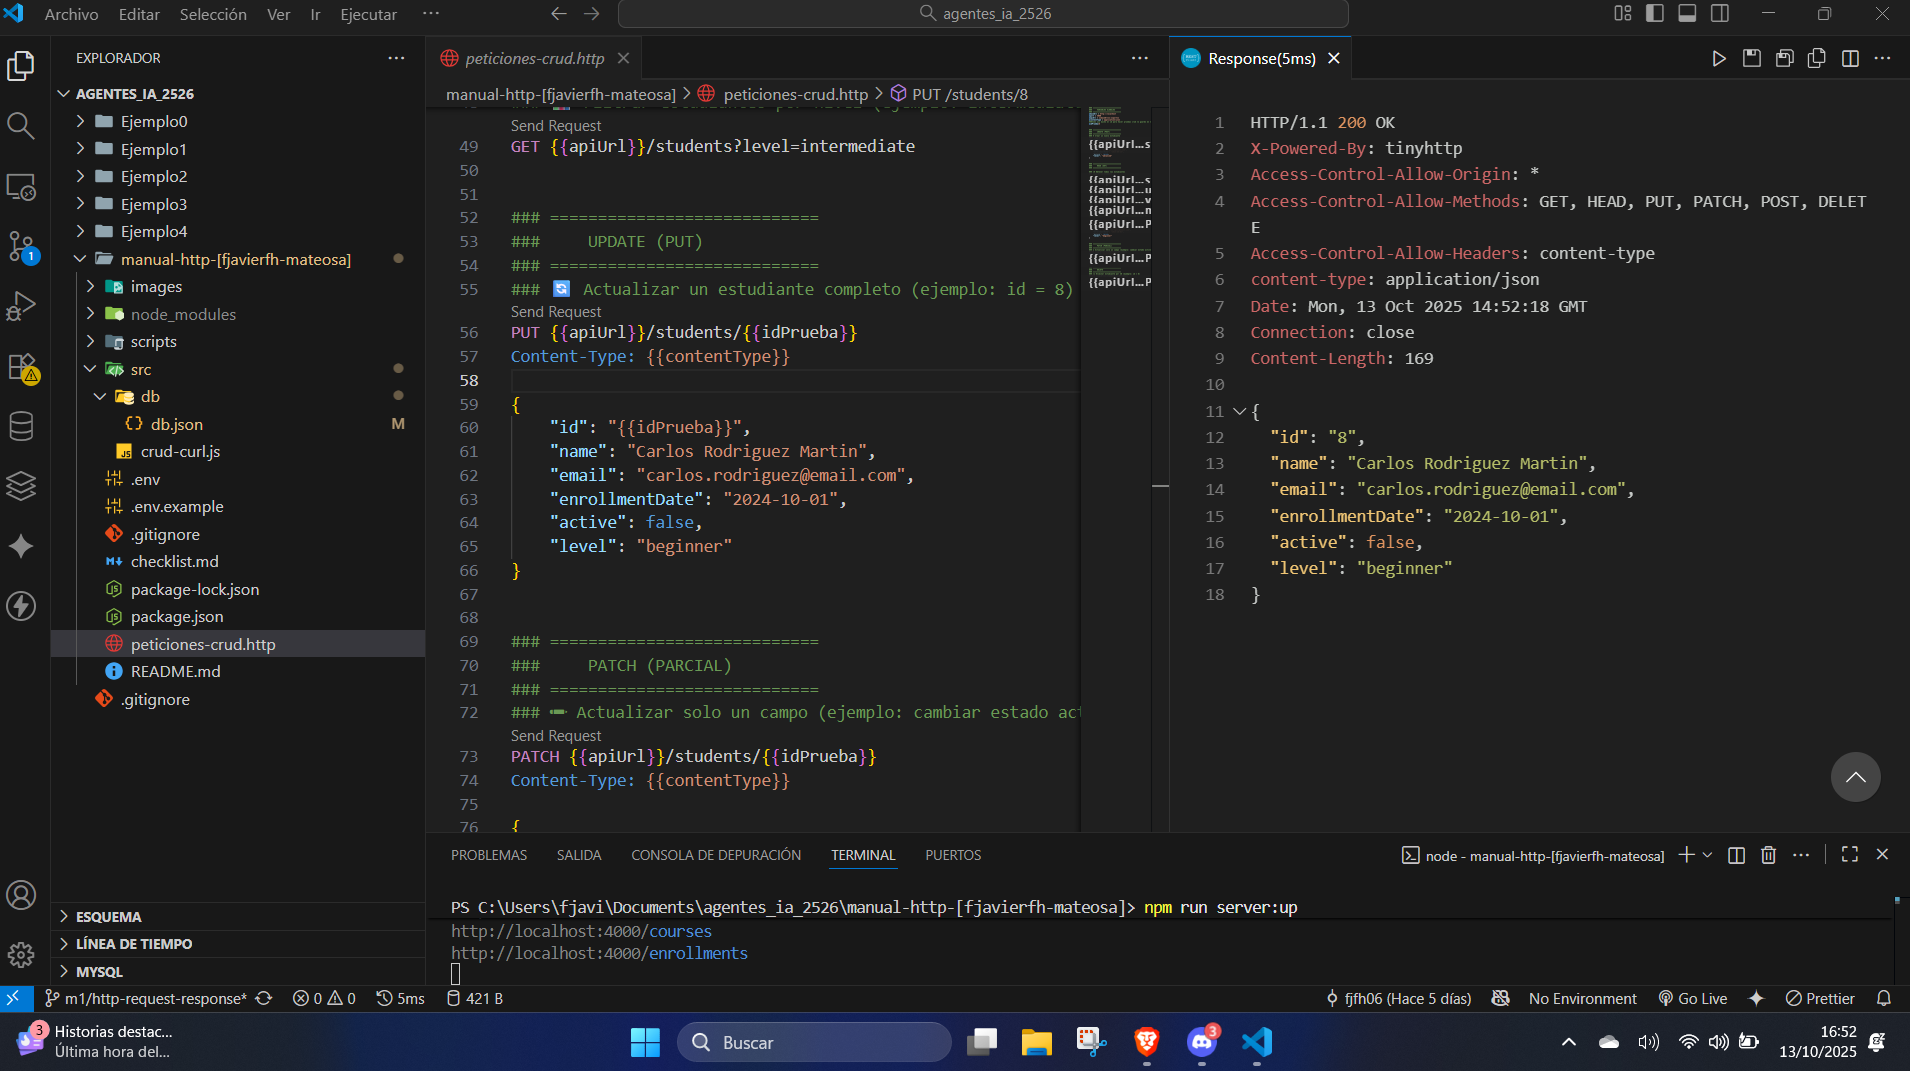 Archivo Editar Selección Ver Ir Ejecutar ···
agentes_ia_2526
EXPLORADOR
AGENTES_IA_2526
Ejemplo0
Ejemplo1
Ejemplo2
Ejemplo3
Ejemplo4
manual-http-[fjavierfh-mateosa]
images
node_modules
scripts
src
db
db.json M
crud-curl.js
.env
.env.example
.gitignore
checklist.md
package-lock.json
package.json
peticiones-crud.http
README.md
.gitignore
ESQUEMA
LÍNEA DE TIEMPO
MYSQL
peticiones-crud.http
manual-http-[fjavierfh-mateosa] > peticiones-crud.http > PUT /students/8
Send Request
49 GET {{apiUrl}}/students?level=intermediate
50
51
52 ### ============================
53 ### UPDATE (PUT)
54 ### ============================
55 ### 🔄 Actualizar un estudiante completo (ejemplo: id = 8)
Send Request
56 PUT {{apiUrl}}/students/{{idPrueba}}
57 Content-Type: {{contentType}}
58
59 {
60 "id": "{{idPrueba}}",
61 "name": "Carlos Rodriguez Martin",
62 "email": "carlos.rodriguez@email.com",
63 "enrollmentDate": "2024-10-01",
64 "active": false,
65 "level": "beginner"
66 }
67
68
69 ### ============================
70 ### PATCH (PARCIAL)
71 ### ============================
72 ### Actualizar solo un campo (ejemplo: cambiar estado act
Send Request
73 PATCH {{apiUrl}}/students/{{idPrueba}}
74 Content-Type: {{contentType}}
75
76 {
Response(5ms)
1 HTTP/1.1 200 OK
2 X-Powered-By: tinyhttp
3 Access-Control-Allow-Origin: *
4 Access-Control-Allow-Methods: GET, HEAD, PUT, PATCH, POST, DELET
E
5 Access-Control-Allow-Headers: content-type
6 content-type: application/json
7 Date: Mon, 13 Oct 2025 14:52:18 GMT
8 Connection: close
9 Content-Length: 169
10
11 {
12 "id": "8",
13 "name": "Carlos Rodriguez Martin",
14 "email": "carlos.rodriguez@email.com",
15 "enrollmentDate": "2024-10-01",
16 "active": false,
17 "level": "beginner"
18 }
PROBLEMAS SALIDA CONSOLA DE DEPURACIÓN TERMINAL PUERTOS
node - manual-http-[fjavierfh-mateosa]
PS C:\Users\fjavi\Documents\agentes_ia_2526\manual-http-[fjavierfh-mateosa]> npm run server:up
http://localhost:4000/courses
http://localhost:4000/enrollments
m1/http-request-response* 0 0 5ms 421 B
fjfh06 (Hace 5 días) No Environment Go Live Prettier
3 Historias destac...
Última hora del...
Buscar
3
16:52
13/10/2025